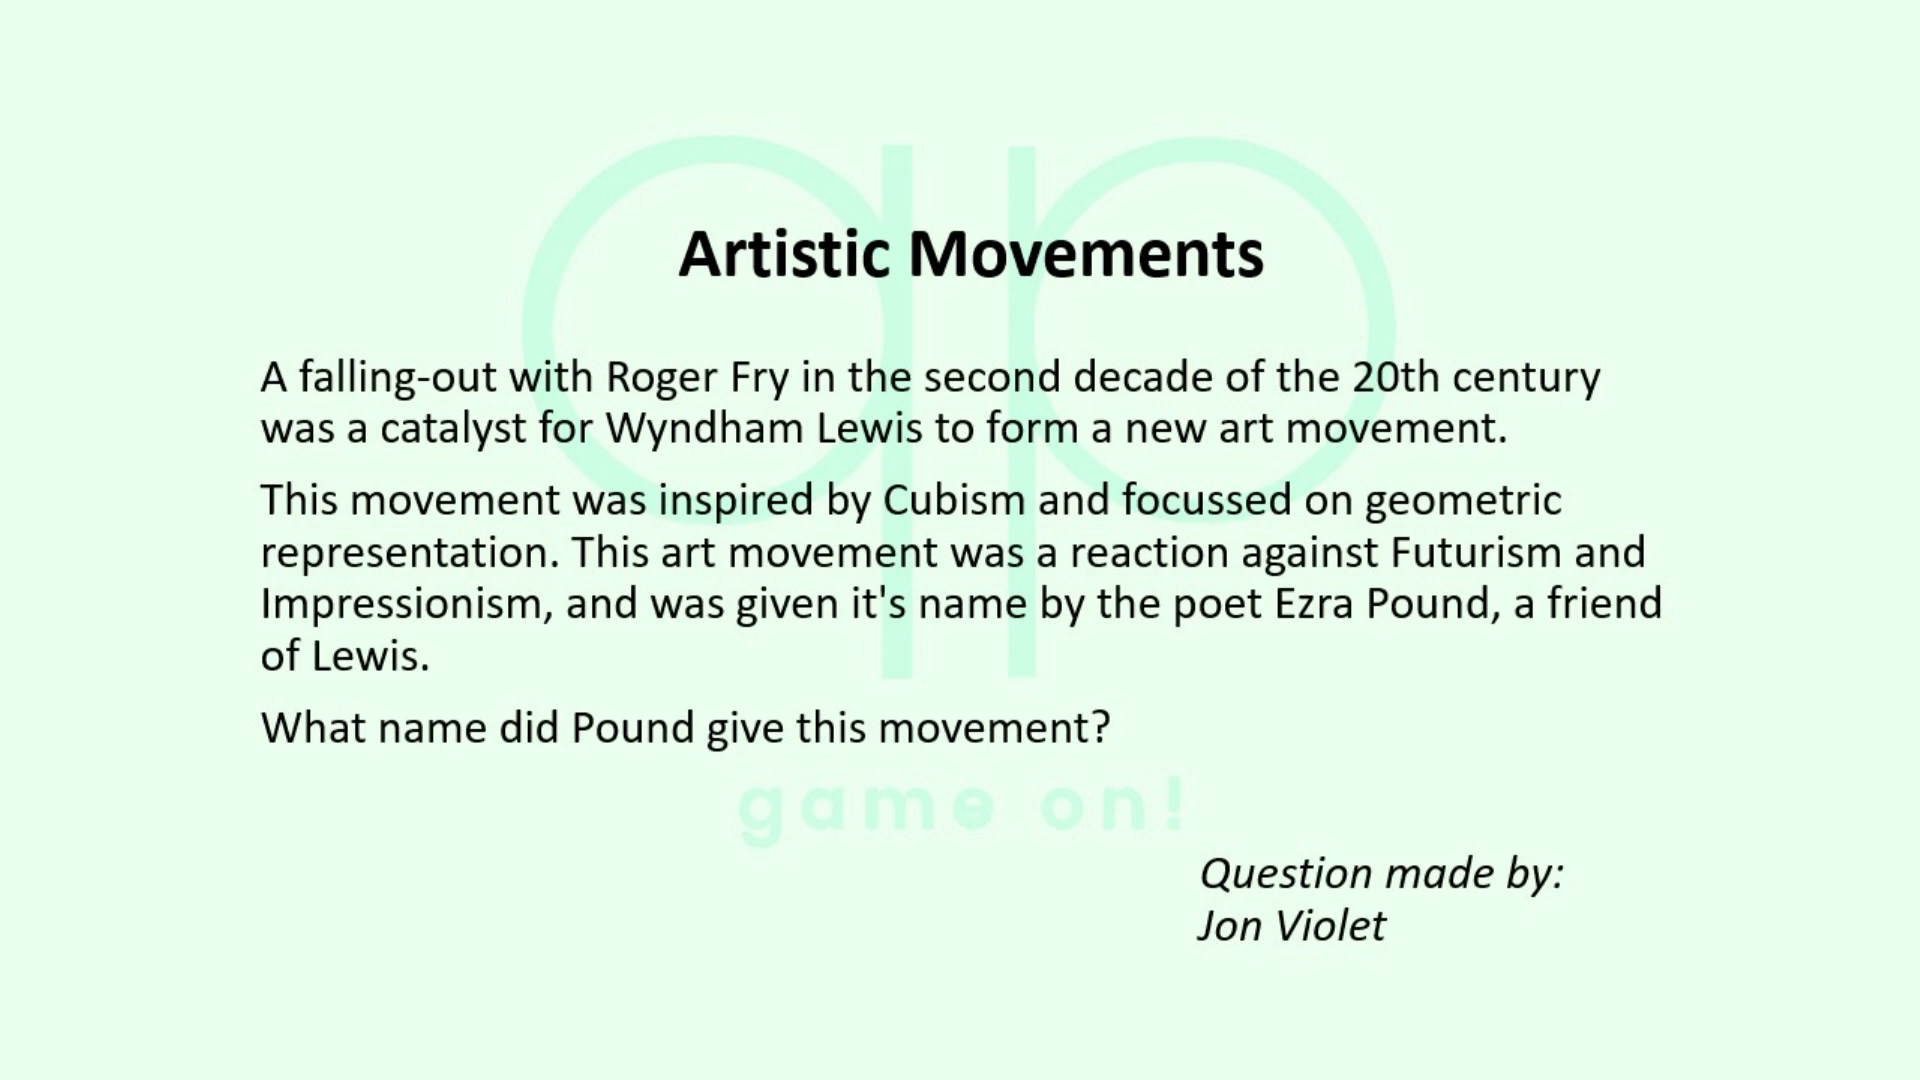 Artistic Movements
A falling-out with Roger Fry in the second decade of the 20th century
was a catalyst for Wyndham Lewis to form a new art movement.
This movement was inspired by Cubism and focussed on geometric
representation. This art movement was a reaction against Futurism and
Impressionism, and was given it's name by the poet Ezra Pound, a friend
of Lewis.
What name did Pound give this movement?
game on!
Question made by:
Jon Violet